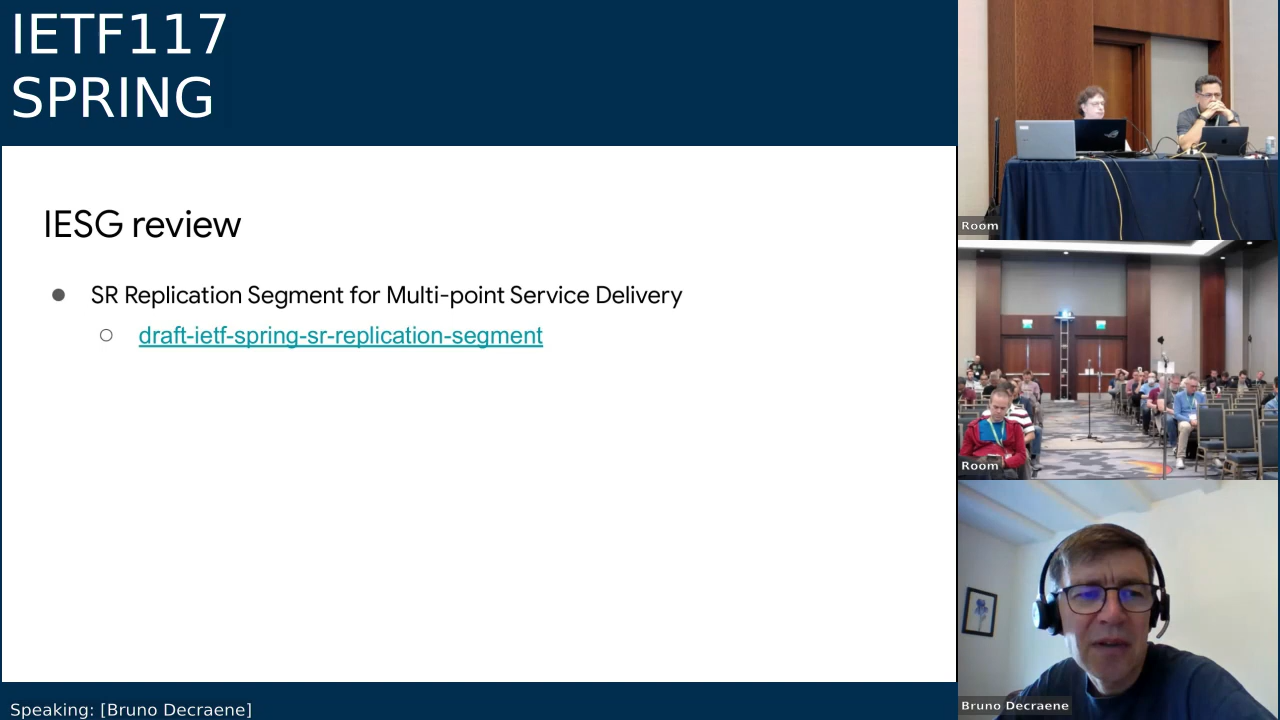 IETF117
SPRING
IESG review
SR Replication Segment for Multi-point Service Delivery
draft-ietf-spring-sr-replication-segment
Speaking: [Bruno Decraene]
Room
Room
Bruno Decraene